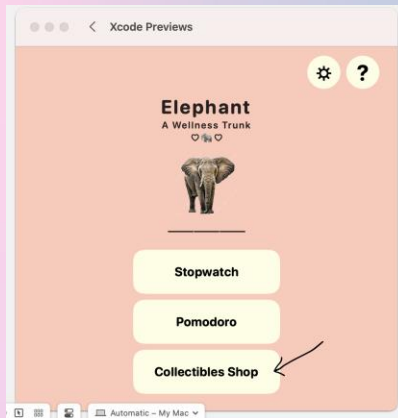 Xcode Previews
?
Elephant
A Wellness Trunk
Stopwatch
Pomodoro
Collectibles Shop
Automatic – My Mac